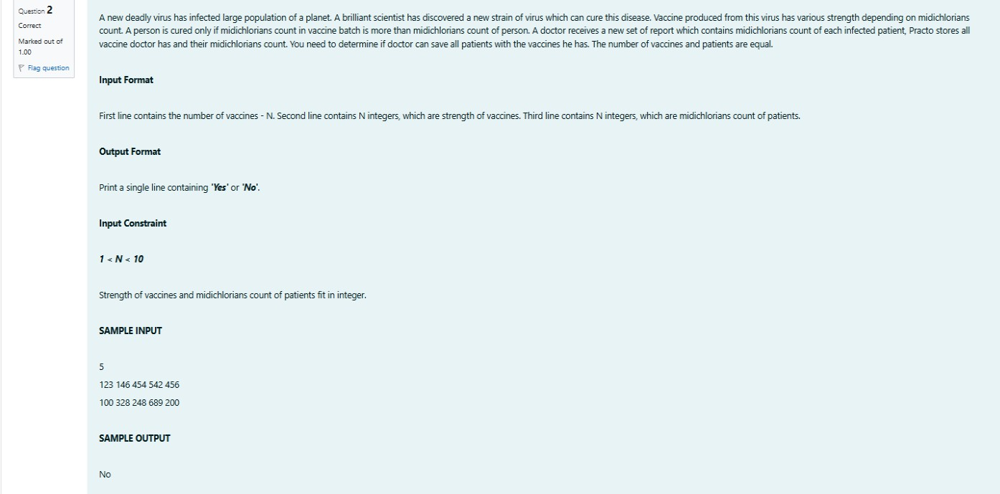 Question 2
Correct
Marked out of
1.00
Flag question
A new deadly virus has infected large population of a planet. A brilliant scientist has discovered a new strain of virus which can cure this disease. Vaccine produced from this virus has various strength depending on midichlorians
count. A person is cured only if midichlorians count in vaccine batch is more than midichlorians count of person. A doctor receives a new set of report which contains midichlorians count of each infected patient, Practo stores all
vaccine doctor has and their midichlorians count. You need to determine if doctor can save all patients with the vaccines he has. The number of vaccines and patients are equal.
Input Format
First line contains the number of vaccines - N. Second line contains N integers, which are strength of vaccines. Third line contains N integers, which are midichlorians count of patients.
Output Format
Print a single line containing 'Yes' or 'No'.
Input Constraint
1 < N < 10
Strength of vaccines and midichlorians count of patients fit in integer.
SAMPLE INPUT
5
123 146 454 542 456
100 328 248 689 200
SAMPLE OUTPUT
No